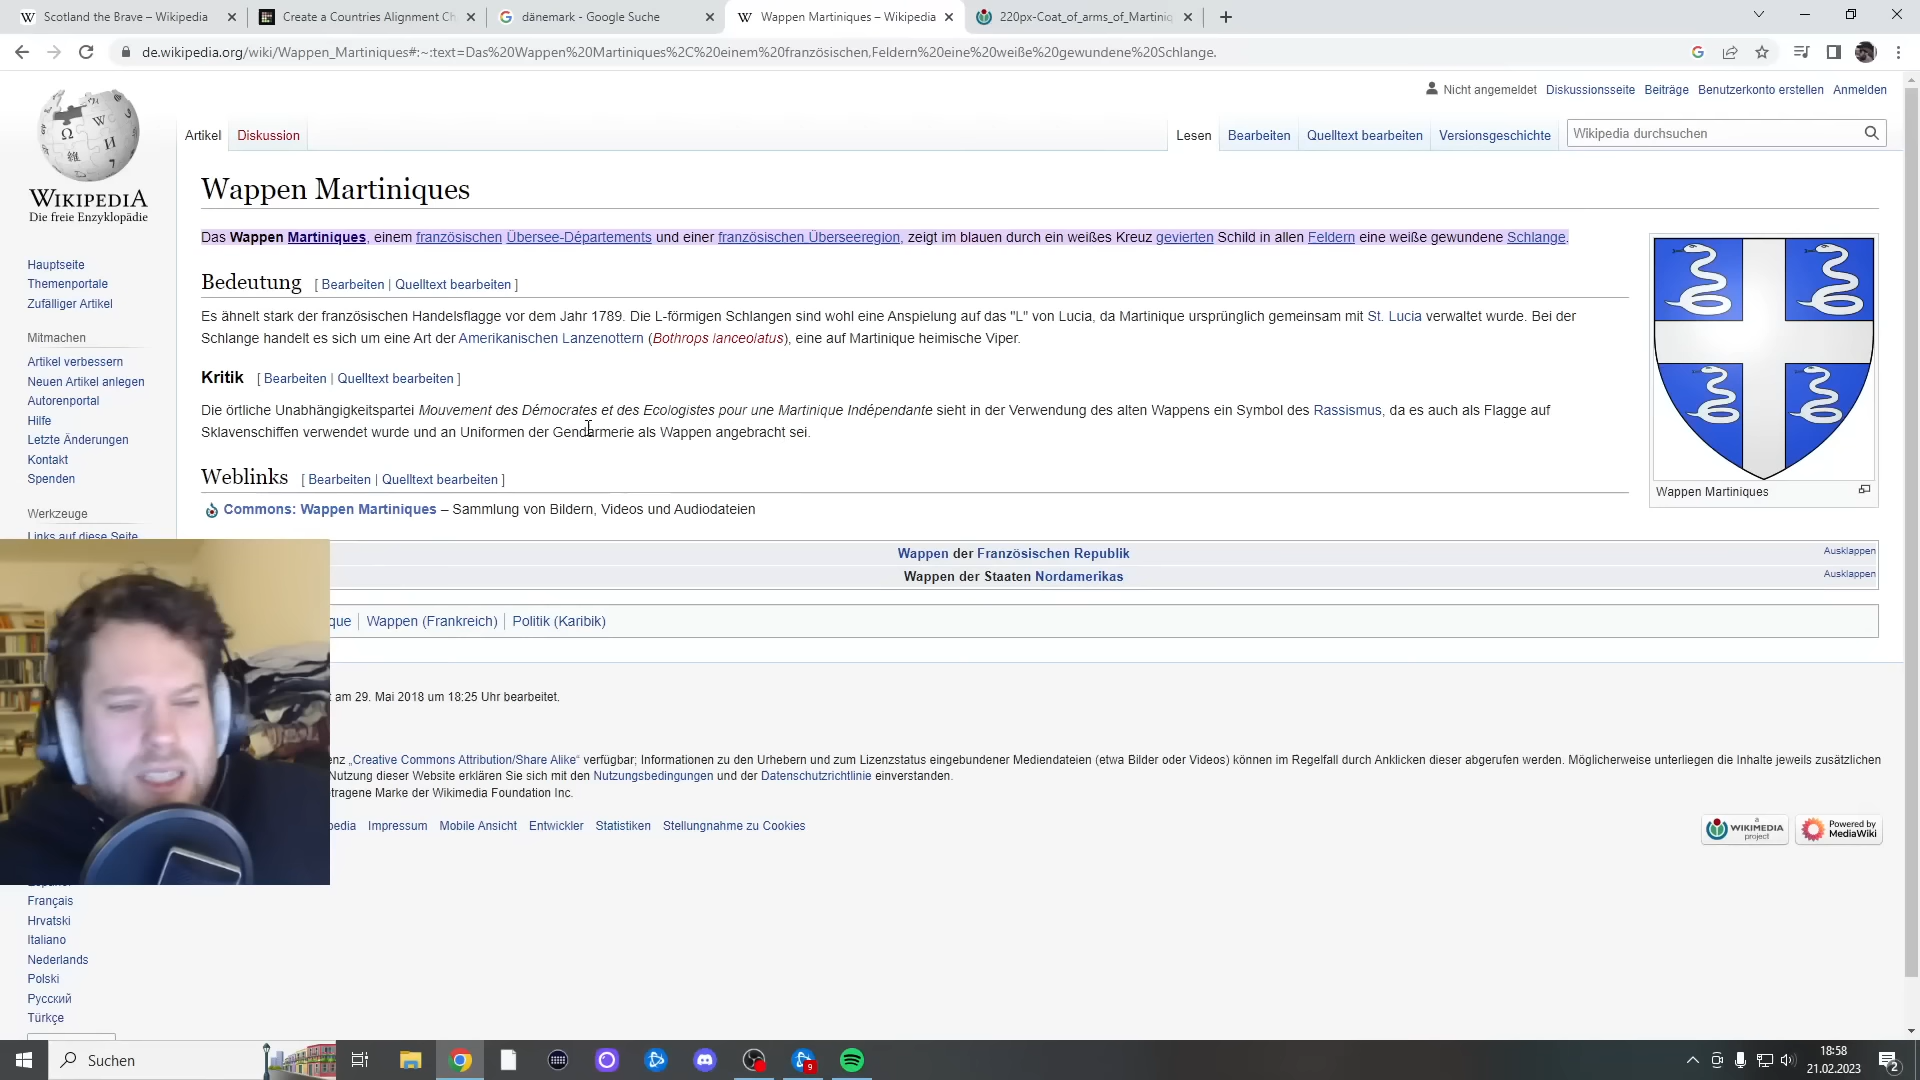 Scotland the Brave – Wikipedia
Create a Countries Alignment Ch
dänemark - Google Suche
Wappen Martiniques – Wikipedia
220px-Coat_of_arms_of_Martiniq
de.wikipedia.org/wiki/Wappen_Martiniques#:~:text=Das%20Wappen%20Martiniques%2C%20einem%20französischen,Feldern%20eine%20weiße%20gewundene%20Schlange.
Nicht angemeldet Diskussionsseite Beiträge Benutzerkonto erstellen Anmelden
WIKIPEDIA
Die freie Enzyklopädie
Artikel Diskussion
Lesen Bearbeiten Quelltext bearbeiten Versionsgeschichte
Wikipedia durchsuchen
Hauptseite
Themenportale
Zufälliger Artikel
Mitmachen
Artikel verbessern
Neuen Artikel anlegen
Autorenportal
Hilfe
Letzte Änderungen
Kontakt
Spenden
Werkzeuge
Links auf diese Seite
Wappen Martiniques
Das Wappen Martiniques, einem französischen Übersee-Départements und einer französischen Überseeregion, zeigt im blauen durch ein weißes Kreuz gevierten Schild in allen Feldern eine weiße gewundene Schlange.
Bedeutung [ Bearbeiten | Quelltext bearbeiten ]
Es ähnelt stark der französischen Handelsflagge vor dem Jahr 1789. Die L-förmigen Schlangen sind wohl eine Anspielung auf das "L" von Lucia, da Martinique ursprünglich gemeinsam mit St. Lucia verwaltet wurde. Bei der
Schlange handelt es sich um eine Art der Amerikanischen Lanzenottern (Bothrops lanceolatus), eine auf Martinique heimische Viper.
Kritik [ Bearbeiten | Quelltext bearbeiten ]
Die örtliche Unabhängigkeitspartei Mouvement des Démocrates et des Ecologistes pour une Martinique Indépendante sieht in der Verwendung des alten Wappens ein Symbol des Rassismus, da es auch als Flagge auf
Sklavenschiffen verwendet wurde und an Uniformen der Gendarmerie als Wappen angebracht sei.
Weblinks [ Bearbeiten | Quelltext bearbeiten ]
Commons: Wappen Martiniques – Sammlung von Bildern, Videos und Audiodateien
Wappen Martiniques
Wappen der Französischen Republik Ausklappen
Wappen der Staaten Nordamerikas Ausklappen
que | Wappen (Frankreich) | Politik (Karibik)
t am 29. Mai 2018 um 18:25 Uhr bearbeitet.
nz „Creative Commons Attribution/Share Alike“ verfügbar; Informationen zu den Urhebern und zum Lizenzstatus eingebundener Mediendateien (etwa Bilder oder Videos) können im Regelfall durch Anklicken dieser abgerufen werden. Möglicherweise unterliegen die Inhalte jeweils zusätzlichen
Nutzung dieser Website erklären Sie sich mit den Nutzungsbedingungen und der Datenschutzrichtlinie einverstanden.
tragene Marke der Wikimedia Foundation Inc.
pedia Impressum Mobile Ansicht Entwickler Statistiken Stellungnahme zu Cookies
a WIKIMEDIA project
Powered by MediaWiki
Français
Hrvatski
Italiano
Nederlands
Polski
Русский
Türkçe
Suchen
9
18:58
21.02.2023
2